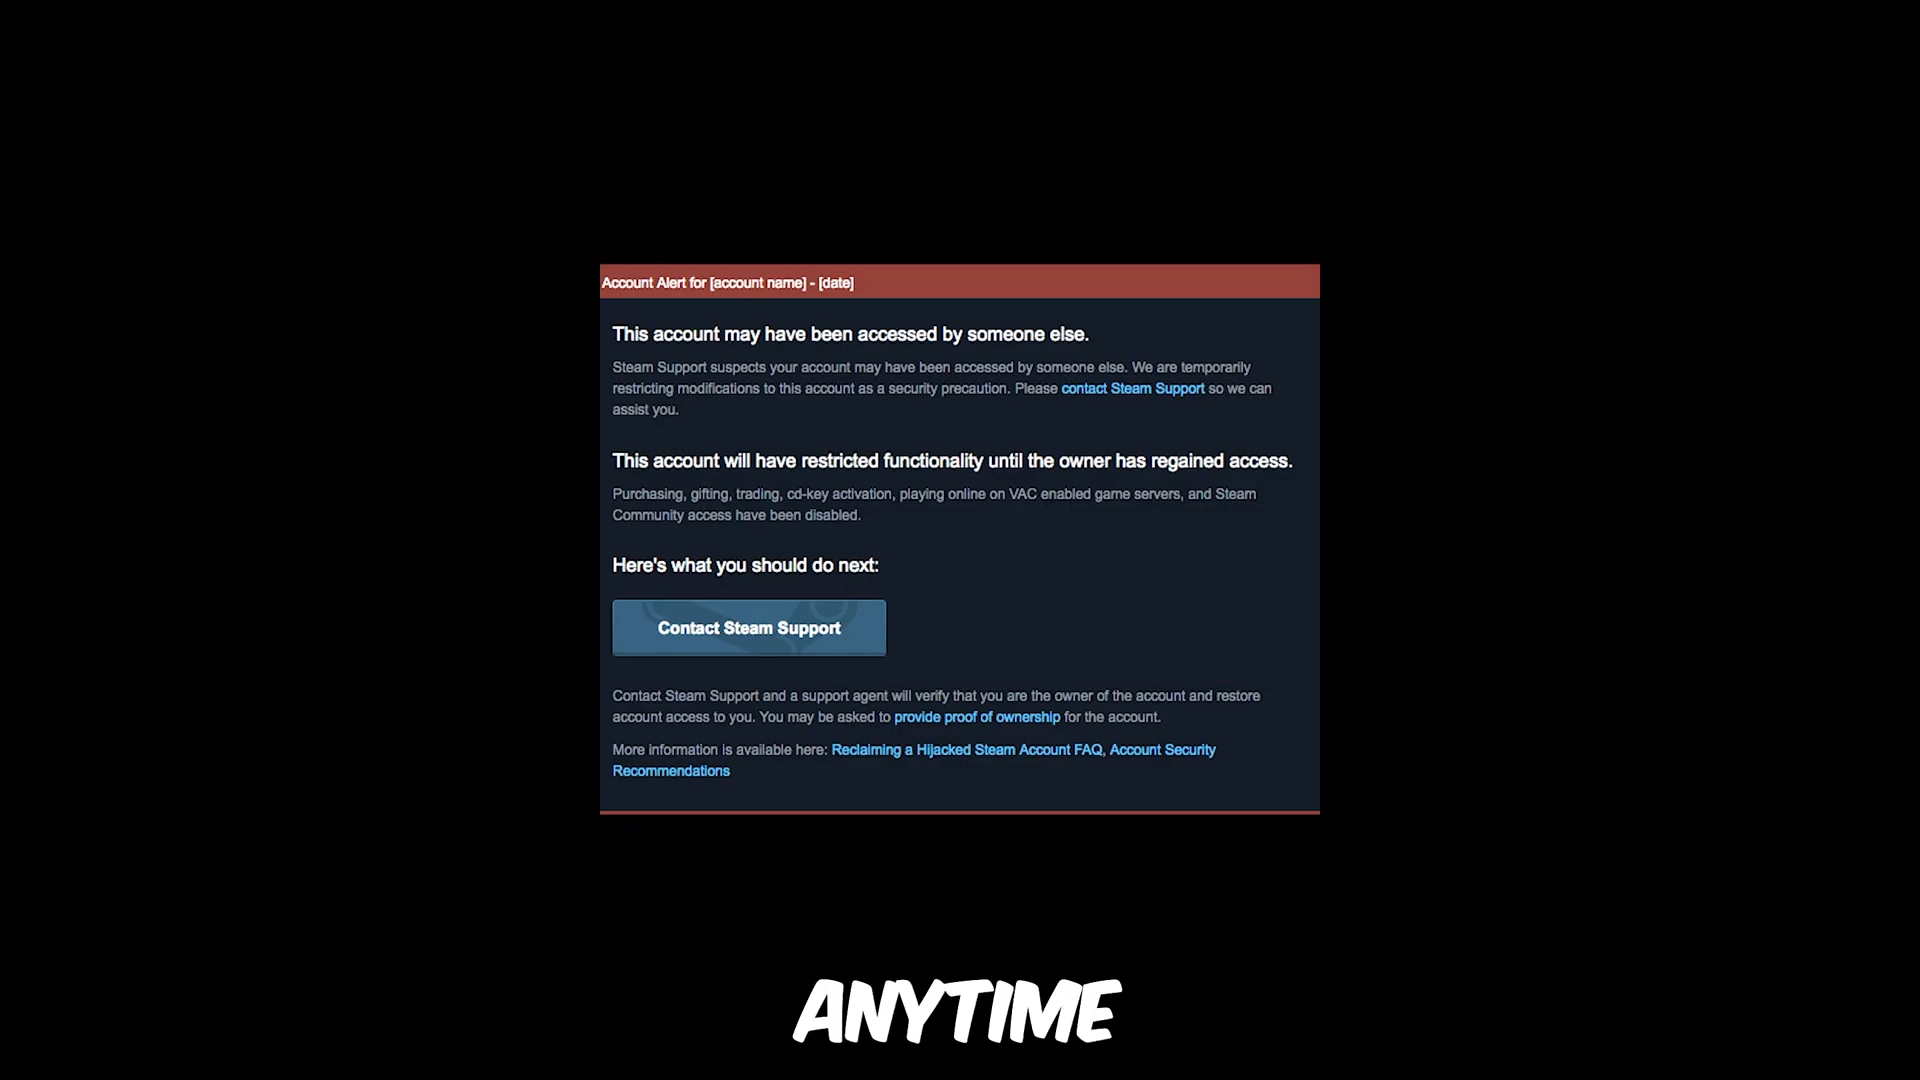 Account Alert for [account name] - [date]
This account may have been accessed by someone else.
Steam Support suspects your account may have been accessed by someone else. We are temporarily
restricting modifications to this account as a security precaution. Please contact Steam Support so we can
assist you.
This account will have restricted functionality until the owner has regained access.
Purchasing, gifting, trading, cd-key activation, playing online on VAC enabled game servers, and Steam
Community access have been disabled.
Here's what you should do next:
Contact Steam Support
Contact Steam Support and a support agent will verify that you are the owner of the account and restore
account access to you. You may be asked to provide proof of ownership for the account.
More information is available here: Reclaiming a Hijacked Steam Account FAQ, Account Security
Recommendations
ANYTIME